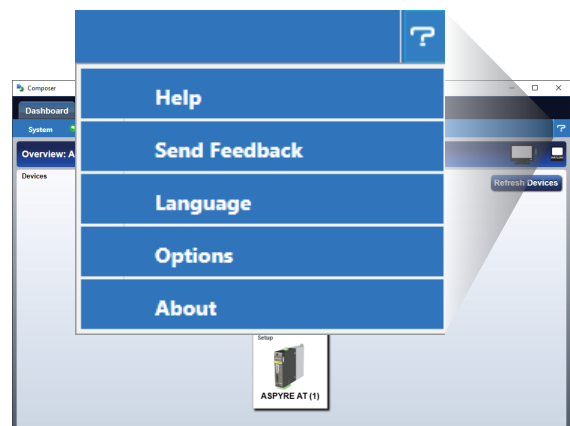 ?
Help
Send Feedback
Language
Options
About
Composer
Dashboard
System
?
Overview: A
Devices
Refresh Devices
Setup
ASPYRE AT (1)